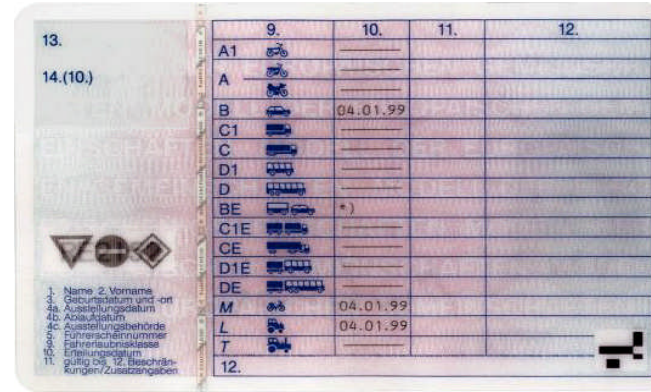 13.
14.(10.)
9. 10. 11. 12.
A1
A
B 04.01.99
C1
C
D1
D
BE *)
C1E
CE
D1E
DE
M 04.01.99
L 04.01.99
T
12.
1. Name 2. Vorname
3. Geburtsdatum und -ort
4a. Ausstellungsdatum
4b. Ablaufdatum
4c. Ausstellungsbehörde
5. Führerscheinnummer
9. Fahrerlaubnisklasse
10. Erteilungsdatum
11. gültig bis 12. Beschrän-
kungen/Zusatzangaben